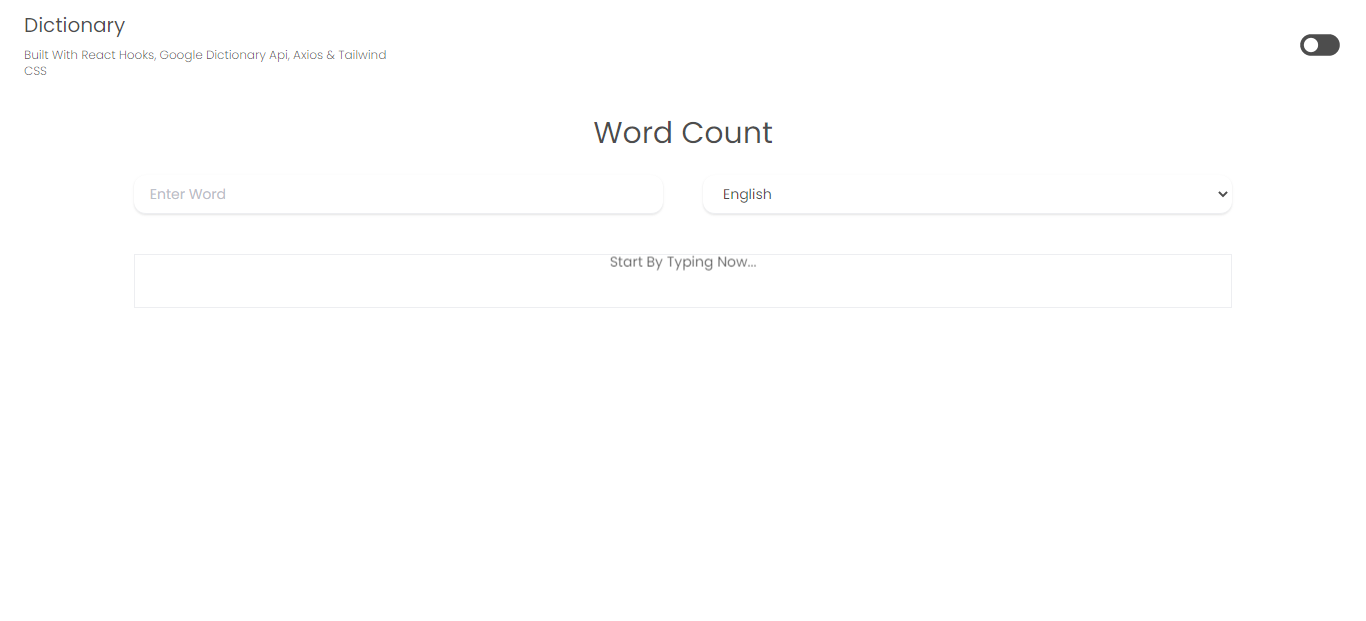 Dictionary
Built With React Hooks, Google Dictionary Api, Axios & Tailwind
CSS
Word Count
Enter Word
English
Start By Typing Now...